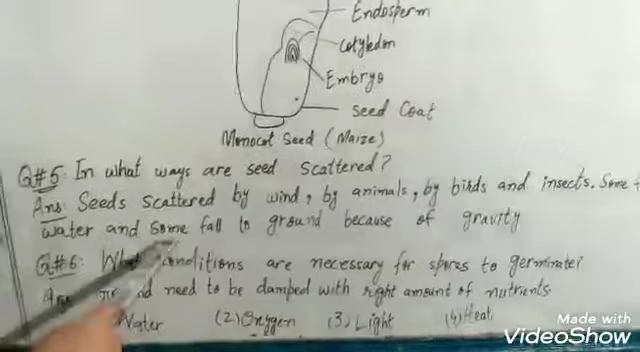 Endosperm
Cotyledon
Embryo
Seed Coat
Monocot Seed (Maize)
Q#5: In what ways are seed scattered?
Ans: Seeds scattered by wind, by animals, by birds and insects. Some
water and some fall to ground because of gravity
Q#6: What conditions are necessary for spores to germinate?
need to be damped with right amount of nutrients
Water (2) Oxygen (3) Light (4) Heat
Made with
VideoShow